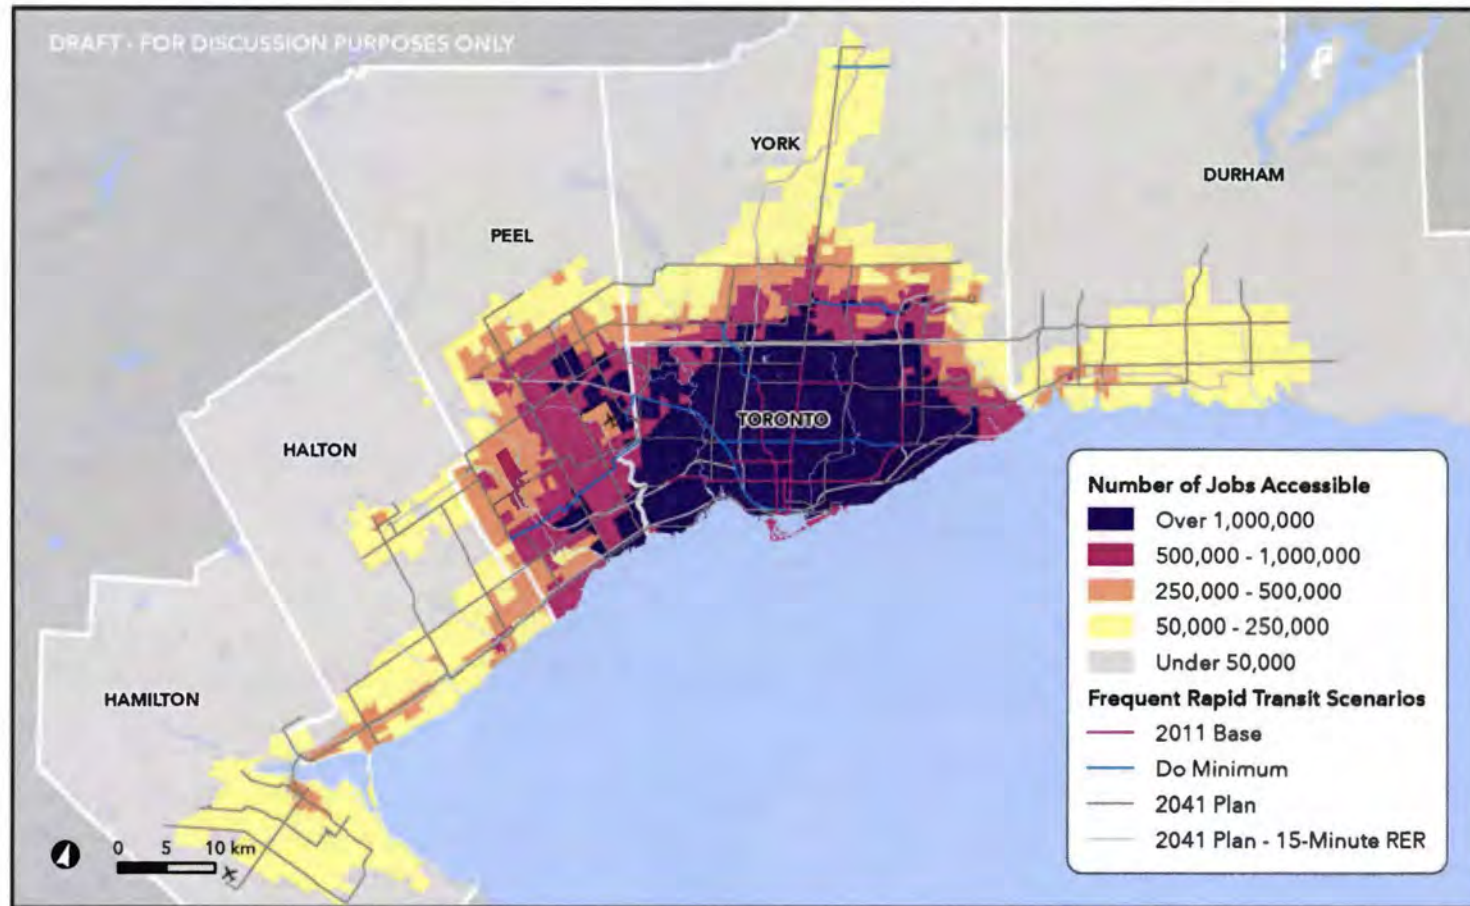 DRAFT - FOR DISCUSSION PURPOSES ONLY
YORK
DURHAM
PEEL
TORONTO
HALTON
HAMILTON
Number of Jobs Accessible
Over 1,000,000
500,000 - 1,000,000
250,000 - 500,000
50,000 - 250,000
Under 50,000
Frequent Rapid Transit Scenarios
2011 Base
Do Minimum
2041 Plan
2041 Plan - 15-Minute RER
0 5 10 km